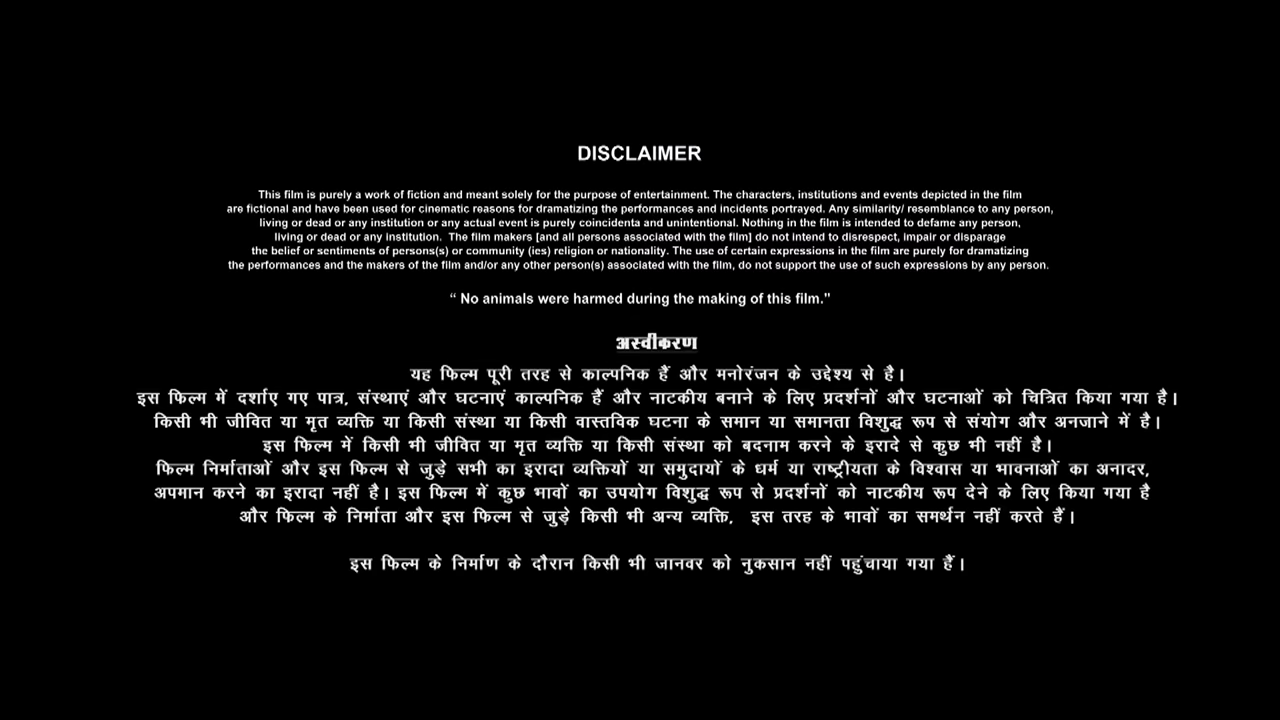 DISCLAIMER
This film is purely a work of fiction and meant solely for the purpose of entertainment. The characters, institutions and events depicted in the film
are fictional and have been used for cinematic reasons for dramatizing the performances and incidents portrayed. Any similarity/ resemblance to any person,
living or dead or any institution or any actual event is purely coincidenta and unintentional. Nothing in the film is intended to defame any person,
living or dead or any institution. The film makers [and all persons associated with the film] do not intend to disrespect, impair or disparage
the belief or sentiments of persons(s) or community (ies) religion or nationality. The use of certain expressions in the film are purely for dramatizing
the performances and the makers of the film and/or any other person(s) associated with the film, do not support the use of such expressions by any person.
“ No animals were harmed during the making of this film.”
अस्वीकरण
यह फिल्म पूरी तरह से काल्पनिक हैं और मनोरंजन के उद्देश्य से है।
इस फिल्म में दर्शाए गए पात्र, संस्थाएं और घटनाएं काल्पनिक हैं और नाटकीय बनाने के लिए प्रदर्शनों और घटनाओं को चित्रित किया गया है।
किसी भी जीवित या मृत व्यक्ति या किसी संस्था या किसी वास्तविक घटना के समान या समानता विशुद्ध रूप से संयोग और अनजाने में है।
इस फिल्म में किसी भी जीवित या मृत व्यक्ति या किसी संस्था को बदनाम करने के इरादे से कुछ भी नहीं है।
फिल्म निर्माताओं और इस फिल्म से जुड़े सभी का इरादा व्यक्तियों या समुदायों के धर्म या राष्ट्रीयता के विश्वास या भावनाओं का अनादर,
अपमान करने का इरादा नहीं है। इस फिल्म में कुछ भावों का उपयोग विशुद्ध रूप से प्रदर्शनों को नाटकीय रूप देने के लिए किया गया है
और फिल्म के निर्माता और इस फिल्म से जुड़े किसी भी अन्य व्यक्ति, इस तरह के भावों का समर्थन नहीं करते हैं।
इस फिल्म के निर्माण के दौरान किसी भी जानवर को नुकसान नहीं पहुंचाया गया हैं।